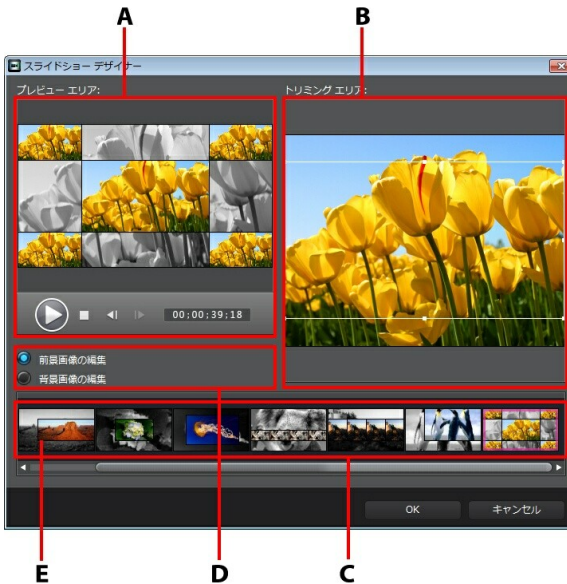 A
B
スライドショー デザイナー
プレビュー エリア:
トリミング エリア:
00;00;39;18
前景画像の編集
背景画像の編集
OK
キャンセル
E
D
C